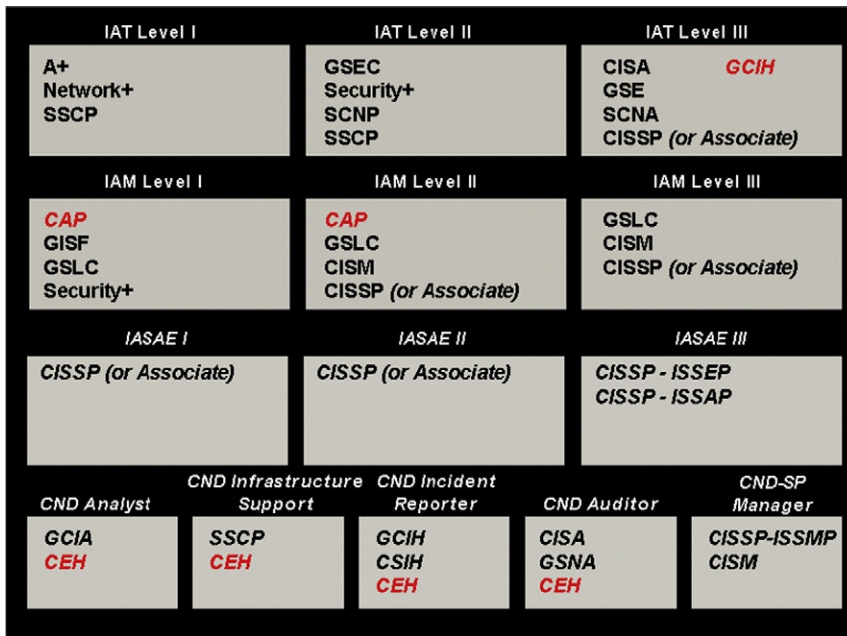 IAT Level I
A+
Network+
SSCP
IAT Level II
GSEC
Security+
SCNP
SSCP
IAT Level III
CISA GCIH
GSE
SCNA
CISSP (or Associate)
IAM Level I
CAP
GISF
GSLC
Security+
IAM Level II
CAP
GSLC
CISM
CISSP (or Associate)
IAM Level III
GSLC
CISM
CISSP (or Associate)
IASAE I
CISSP (or Associate)
IASAE II
CISSP (or Associate)
IASAE III
CISSP - ISSEP
CISSP - ISSAP
CND Analyst
GCIA
CEH
CND Infrastructure
Support
SSCP
CEH
CND Incident
Reporter
GCIH
CSIH
CEH
CND Auditor
CISA
GSNA
CEH
CND-SP
Manager
CISSP-ISSMP
CISM